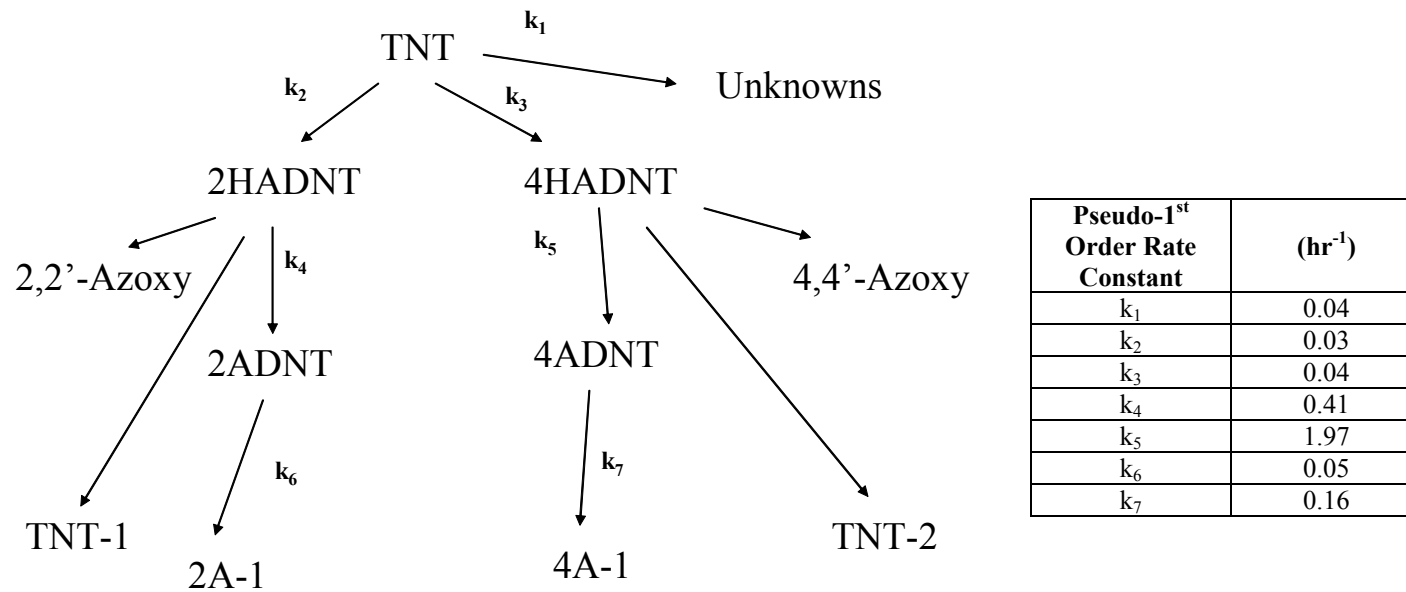 k₁
TNT
Unknowns
k₂
k₃
2HADNT
4HADNT
k₄
k₅
2,2’-Azoxy
4,4’-Azoxy
2ADNT
4ADNT
k₆
k₇
TNT-1
2A-1
4A-1
TNT-2
Pseudo-1ˢᵗ
Order Rate
Constant
(hr⁻¹)
k₁ 0.04
k₂ 0.03
k₃ 0.04
k₄ 0.41
k₅ 1.97
k₆ 0.05
k₇ 0.16